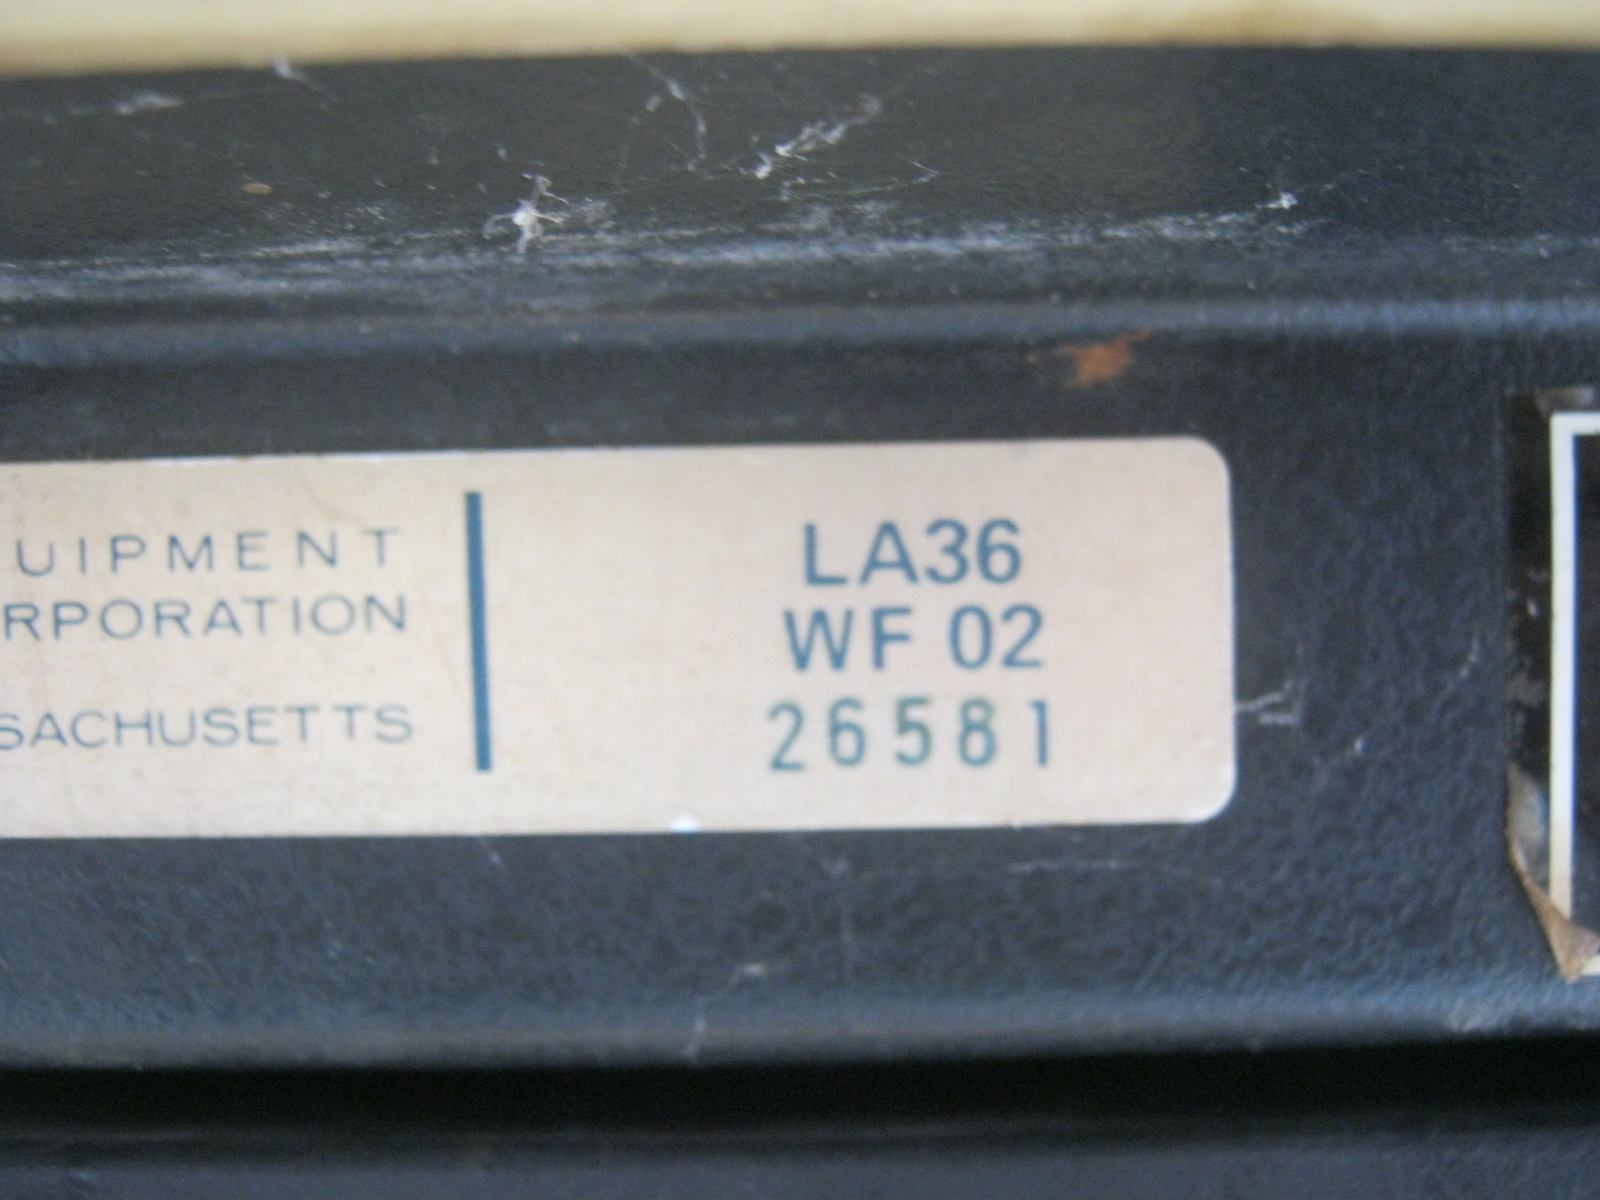 UIPMENT
RPORATION
SACHUSETTS
LA36
WF 02
26581